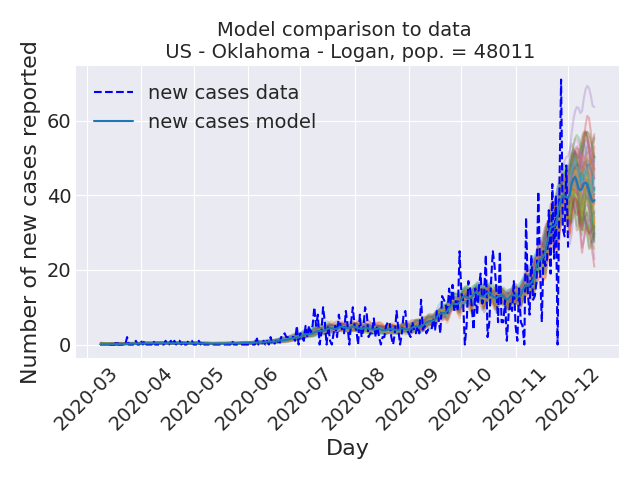 Model comparison to data
US - Oklahoma - Logan, pop. = 48011
new cases data
new cases model
Number of new cases reported
60
40
20
0
2020-03
2020-04
2020-05
2020-06
2020-07
2020-08
2020-09
2020-10
2020-11
2020-12
Day